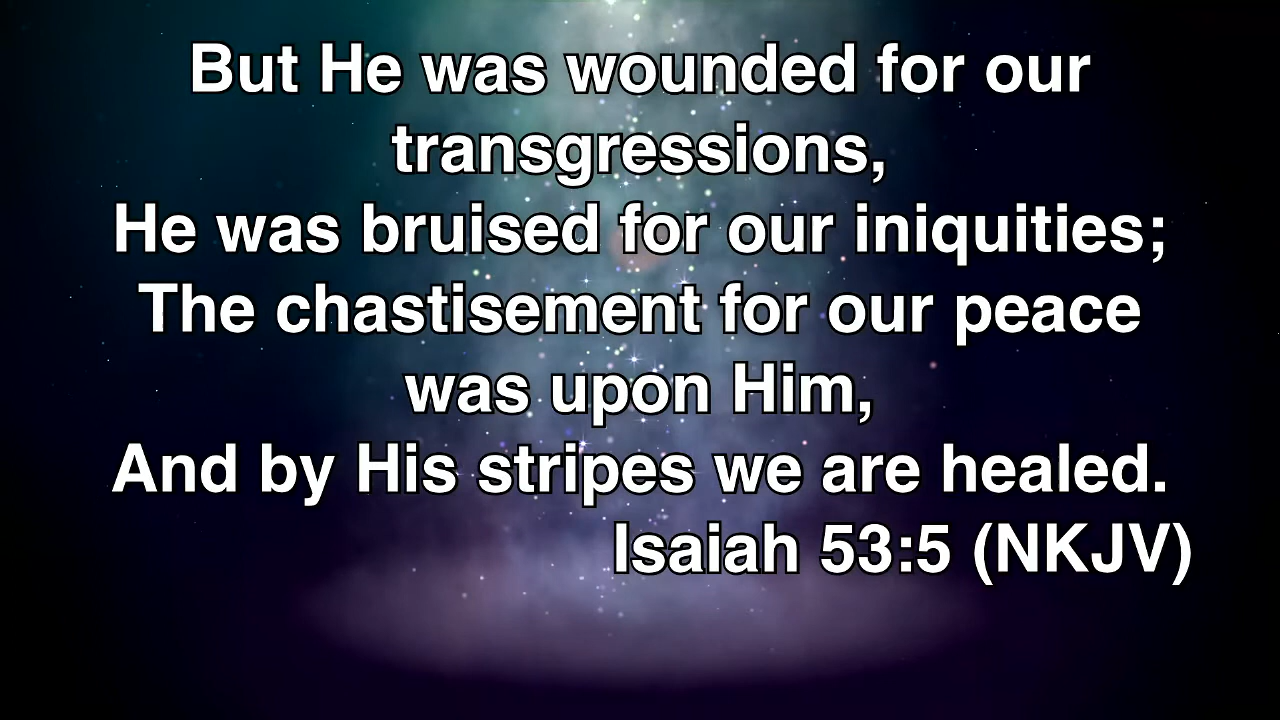 But He was wounded for our
transgressions,
He was bruised for our iniquities;
The chastisement for our peace
was upon Him,
And by His stripes we are healed.
Isaiah 53:5 (NKJV)